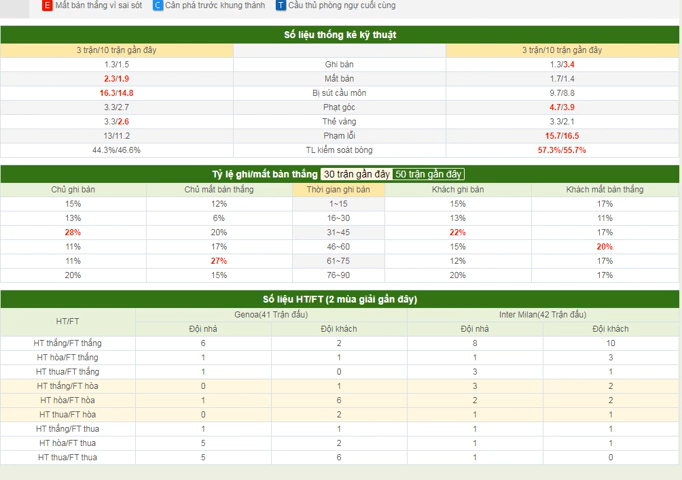 E Mất bàn thắng vì sai sót C Cản phá trước khung thành T Cầu thủ phòng ngự cuối cùng
Số liệu thống kê kỹ thuật
3 trận/10 trận gần đây 3 trận/10 trận gần đây
1.3/1.5 Ghi bàn 1.3/3.4
2.3/1.9 Mất bàn 1.7/1.4
16.3/14.8 Bị sút cầu môn 9.7/8.8
3.3/2.7 Phạt góc 4.7/3.9
3.3/2.6 Thẻ vàng 3.3/2.1
13/11.2 Phạm lỗi 15.7/16.5
44.3%/46.6% TL kiểm soát bóng 57.3%/55.7%
Tỷ lệ ghi/mất bàn thắng 30 trận gần đây 50 trận gần đây
Chủ ghi bàn Chủ mất bàn thắng Thời gian ghi bàn Khách ghi bàn Khách mất bàn thắng
15% 12% 1~15 15% 17%
13% 6% 16~30 13% 11%
28% 20% 31~45 22% 17%
11% 17% 46~60 15% 20%
11% 27% 61~75 12% 17%
20% 15% 76~90 20% 17%
Số liệu HT/FT (2 mùa giải gần đây)
HT/FT Genoa(41 Trận đấu) Inter Milan(42 Trận đấu)
Đội nhà Đội khách Đội nhà Đội khách
HT thắng/FT thắng 6 2 8 10
HT hòa/FT thắng 1 1 1 3
HT thua/FT thắng 1 0 3 1
HT thắng/FT hòa 0 1 3 2
HT hòa/FT hòa 1 6 2 2
HT thua/FT hòa 0 2 1 1
HT thắng/FT thua 1 1 1 1
HT hòa/FT thua 5 2 1 1
HT thua/FT thua 5 6 1 0